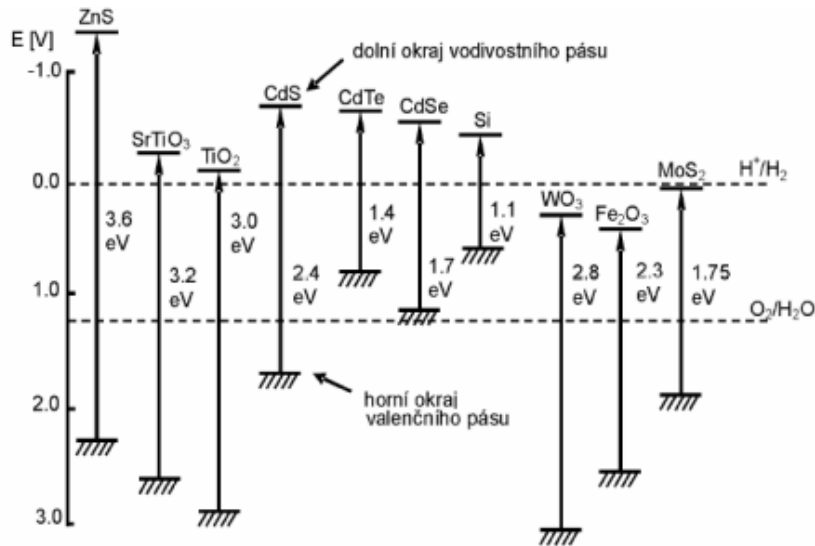 ZnS
E [V]
dolní okraj vodivostního pásu
-1.0
CdS
CdTe
CdSe
Si
SrTiO₃
TiO₂
H⁺/H₂
0.0
MoS₂
WO₃
Fe₂O₃
3.6
eV
3.0
eV
1.4
eV
1.1
eV
3.2
eV
2.4
eV
1.7
eV
2.8
eV
2.3
eV
1.75
eV
1.0
O₂/H₂O
horní okraj
valenčního pásu
2.0
3.0